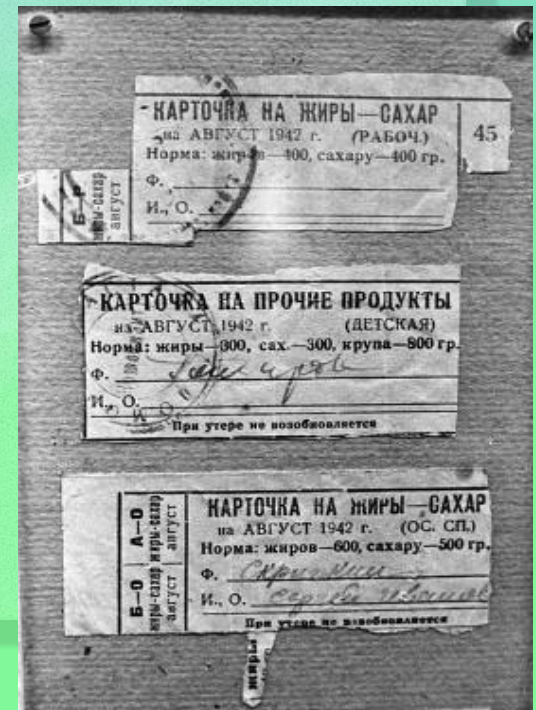 КАРТОЧКА НА ЖИРЫ—САХАР
на АВГУСТ 1942 г. (РАБОЧ.)
45
Норма: жиров—400, сахару—400 гр.
Ф.
И., О.
Б—Р
жиры-сахар
август
КАРТОЧКА НА ПРОЧИЕ ПРОДУКТЫ
на АВГУСТ 1942 г. (ДЕТСКАЯ)
Норма: жиры—300, сах.—300, крупа—800 гр.
Ф.
И., О.
При утере не возобновляется
А—О
жиры-сахар
август
Б—О
жиры-сахар
август
КАРТОЧКА НА ЖИРЫ—САХАР
на АВГУСТ 1942 г. (ОС. СП.)
Норма: жиров—600, сахару—500 гр.
Ф.
И., О. Сергей
При утере не возобновляется
жиры